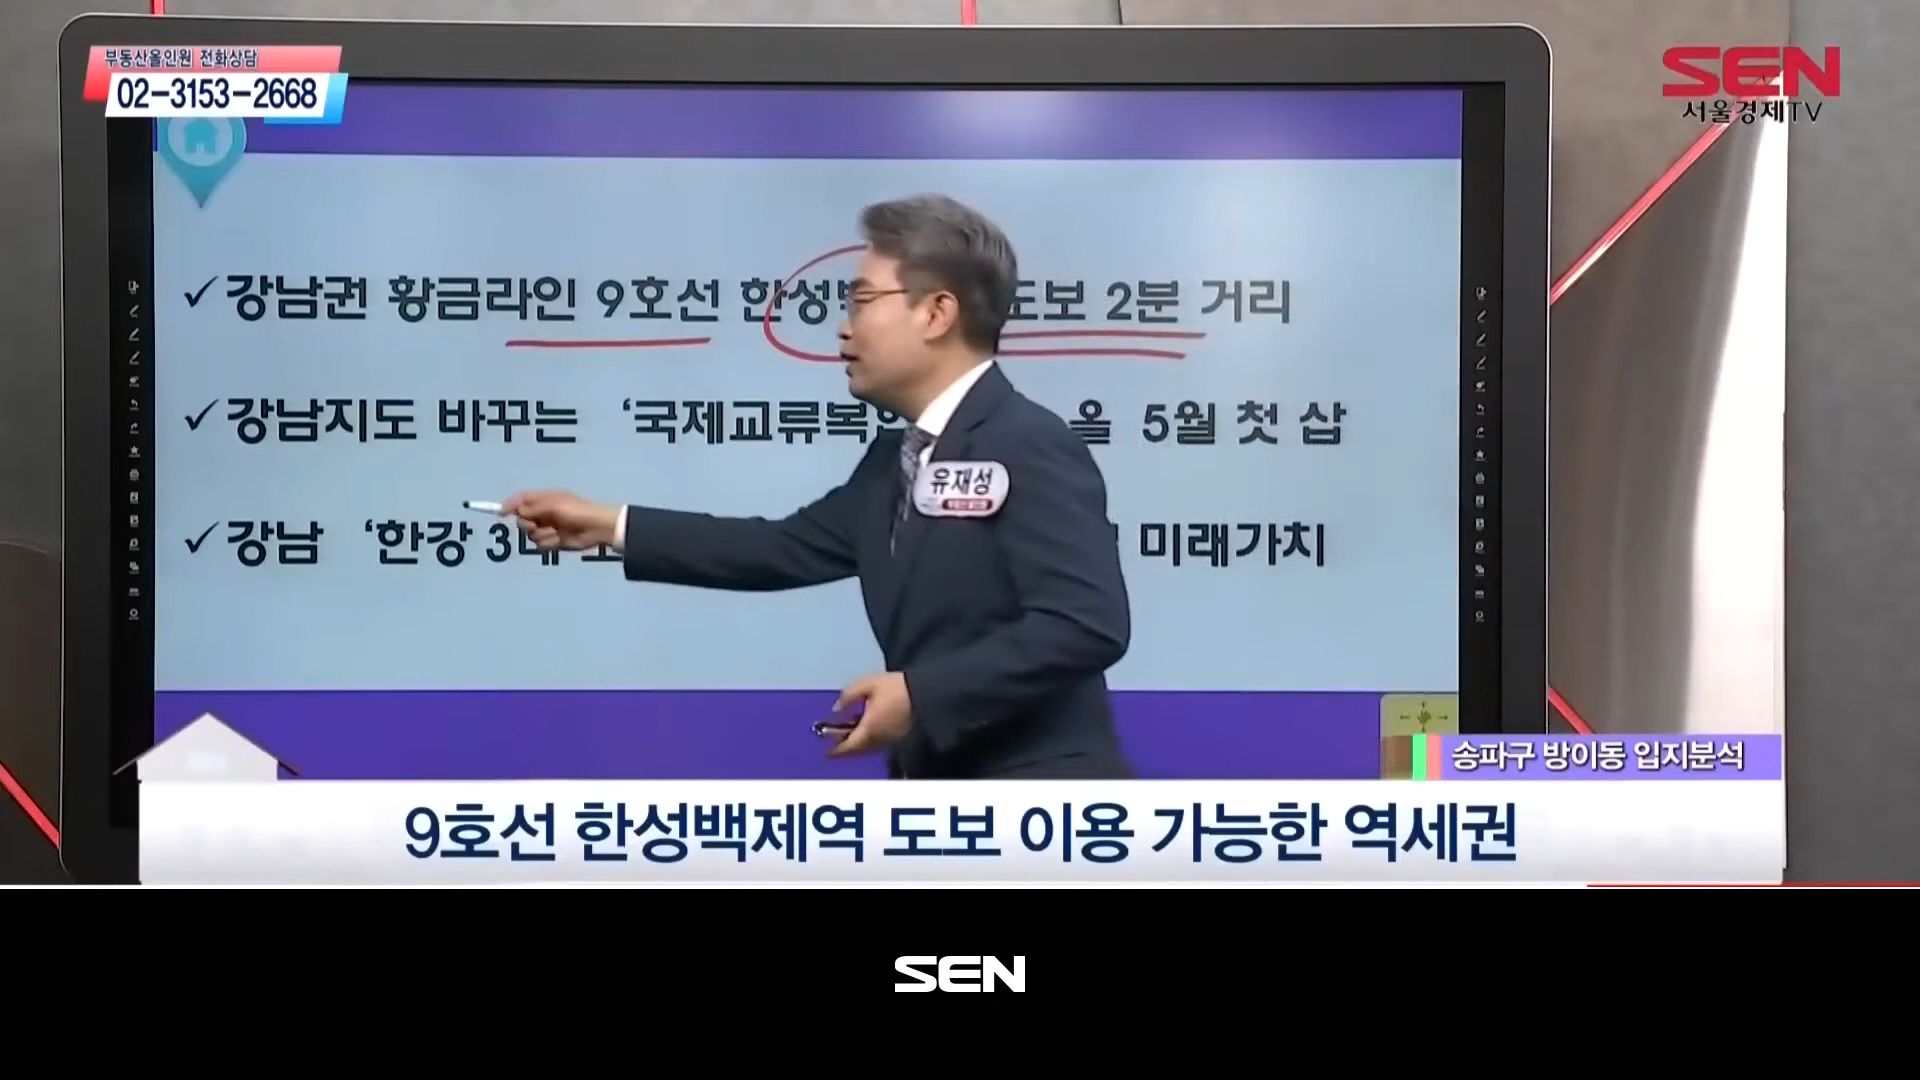 부동산올인원 전화상담
02-3153-2668
SEN
서울경제TV
✓강남권 황금라인 9호선 도보 2분 거리
✓강남지도 바꾸는 ‘국제교류복 올 5월 첫 삽
유재성
✓강남 ‘한강 미래가치
송파구 방이동 입지분석
9호선 한성백제역 도보 이용 가능한 역세권
SEN